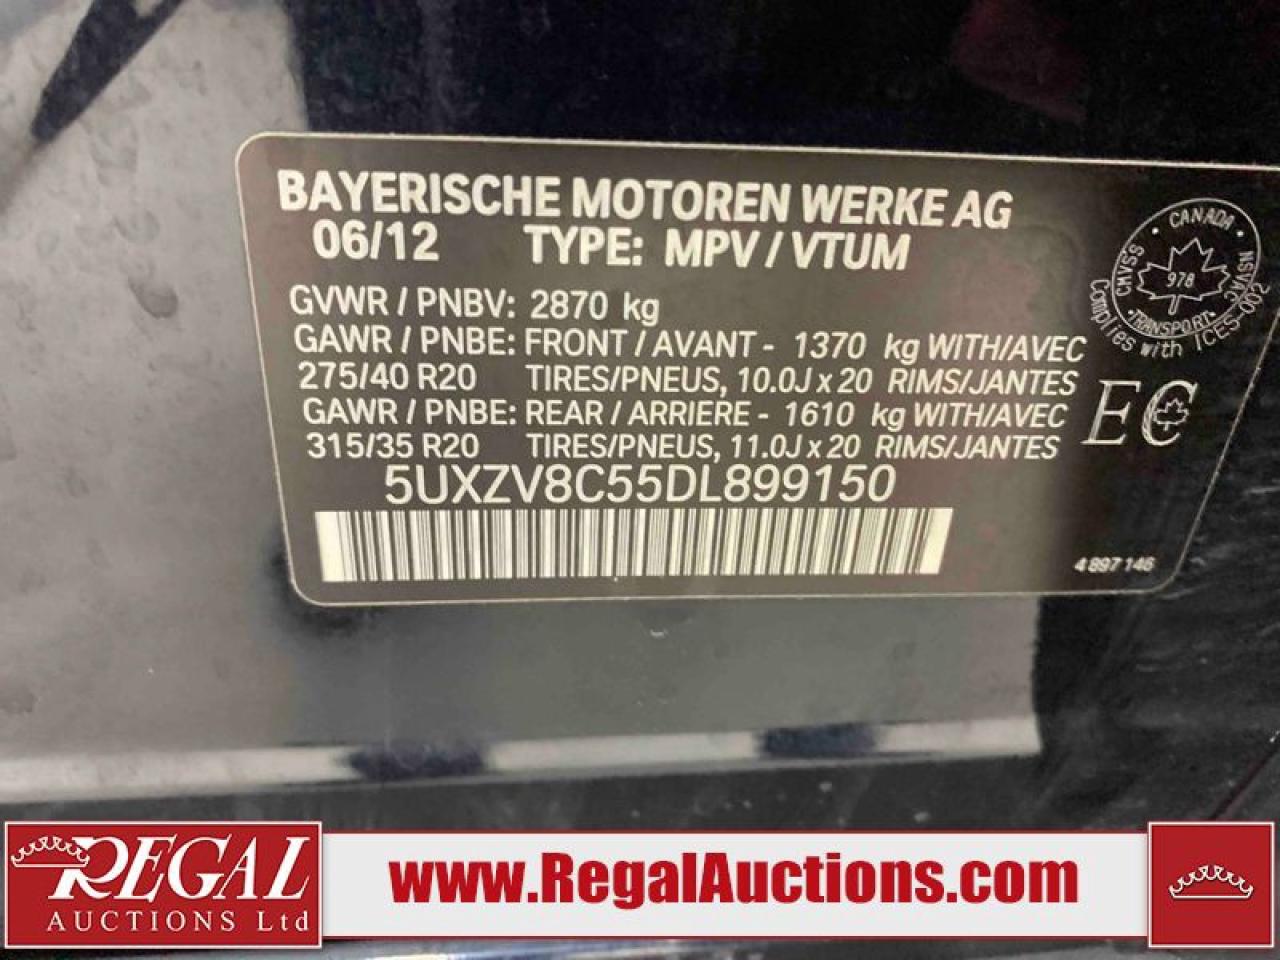 BAYERISCHE MOTOREN WERKE AG
06/12 TYPE: MPV / VTUM
GVWR / PNBV: 2870 kg
GAWR / PNBE: FRONT / AVANT - 1370 kg WITH/AVEC
275/40 R20 TIRES/PNEUS, 10.0J x 20 RIMS/JANTES
GAWR / PNBE: REAR / ARRIERE - 1610 kg WITH/AVEC
315/35 R20 TIRES/PNEUS, 11.0J x 20 RIMS/JANTES
5UXZV8C55DL899150
4 897 146
CANADA
CMVSS · NSVAC
978
TRANSPORT
Complies with ICES-002
EC
REGAL
AUCTIONS Ltd
www.RegalAuctions.com